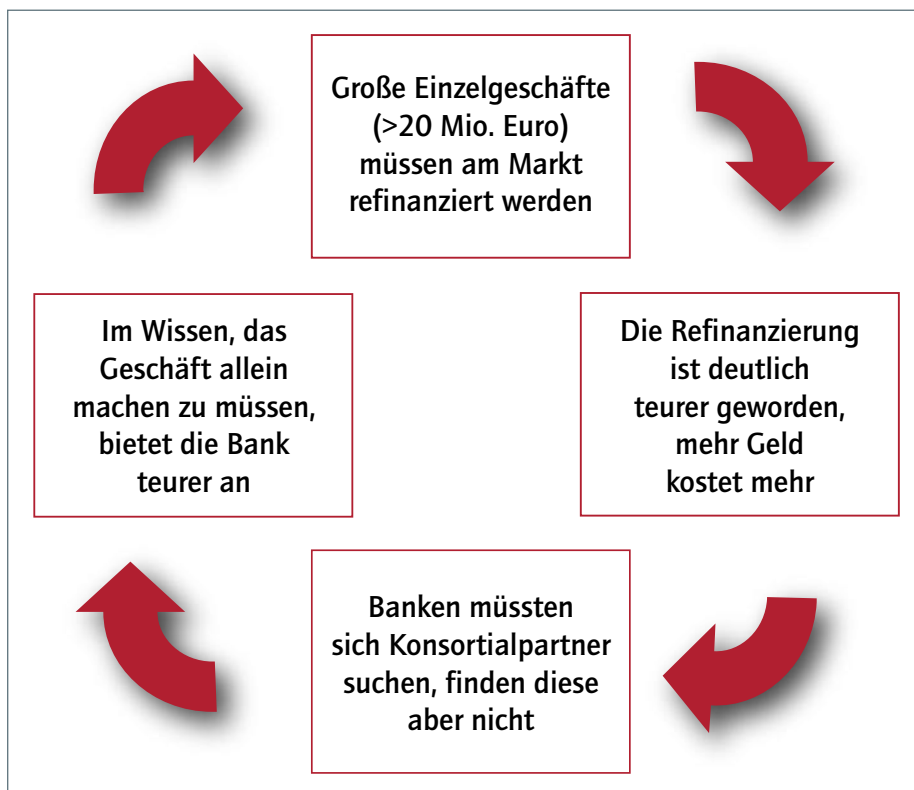 Große Einzelgeschäfte
(>20 Mio. Euro)
müssen am Markt
refinanziert werden
Die Refinanzierung
ist deutlich
teurer geworden,
mehr Geld
kostet mehr
Banken müssten
sich Konsortialpartner
suchen, finden diese
aber nicht
Im Wissen, das
Geschäft allein
machen zu müssen,
bietet die Bank
teurer an